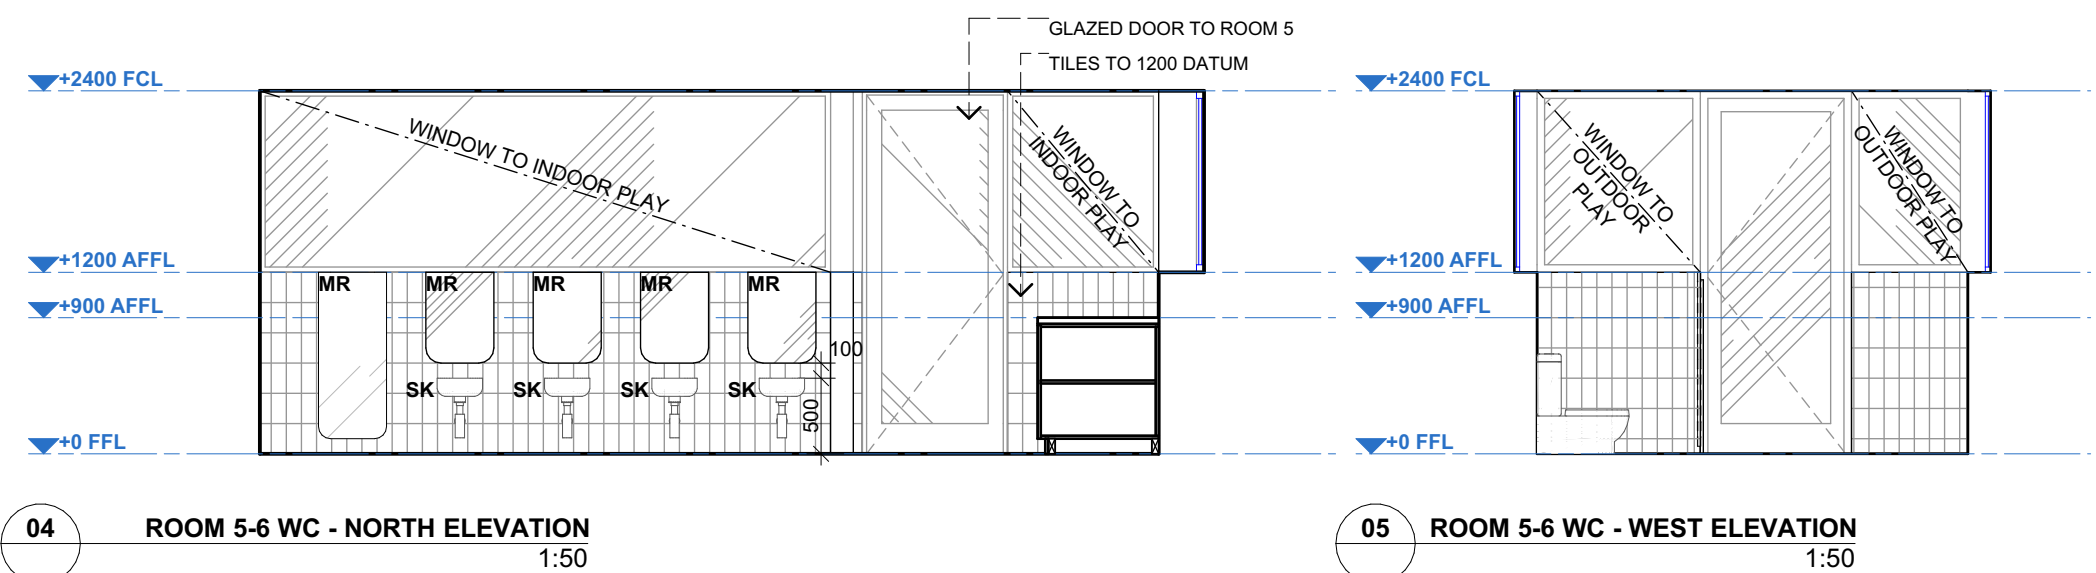 GLAZED DOOR TO ROOM 5
TILES TO 1200 DATUM
+2400 FCL
+1200 AFFL
+900 AFFL
+0 FFL
WINDOW TO INDOOR PLAY
WINDOW TO
INDOOR PLAY
MR
MR
MR
MR
MR
SK
SK
SK
SK
100
500
04
ROOM 5-6 WC - NORTH ELEVATION
1:50
+2400 FCL
+1200 AFFL
+900 AFFL
+0 FFL
WINDOW TO
OUTDOOR
PLAY
WINDOW TO
OUTDOOR PLAY
05
ROOM 5-6 WC - WEST ELEVATION
1:50